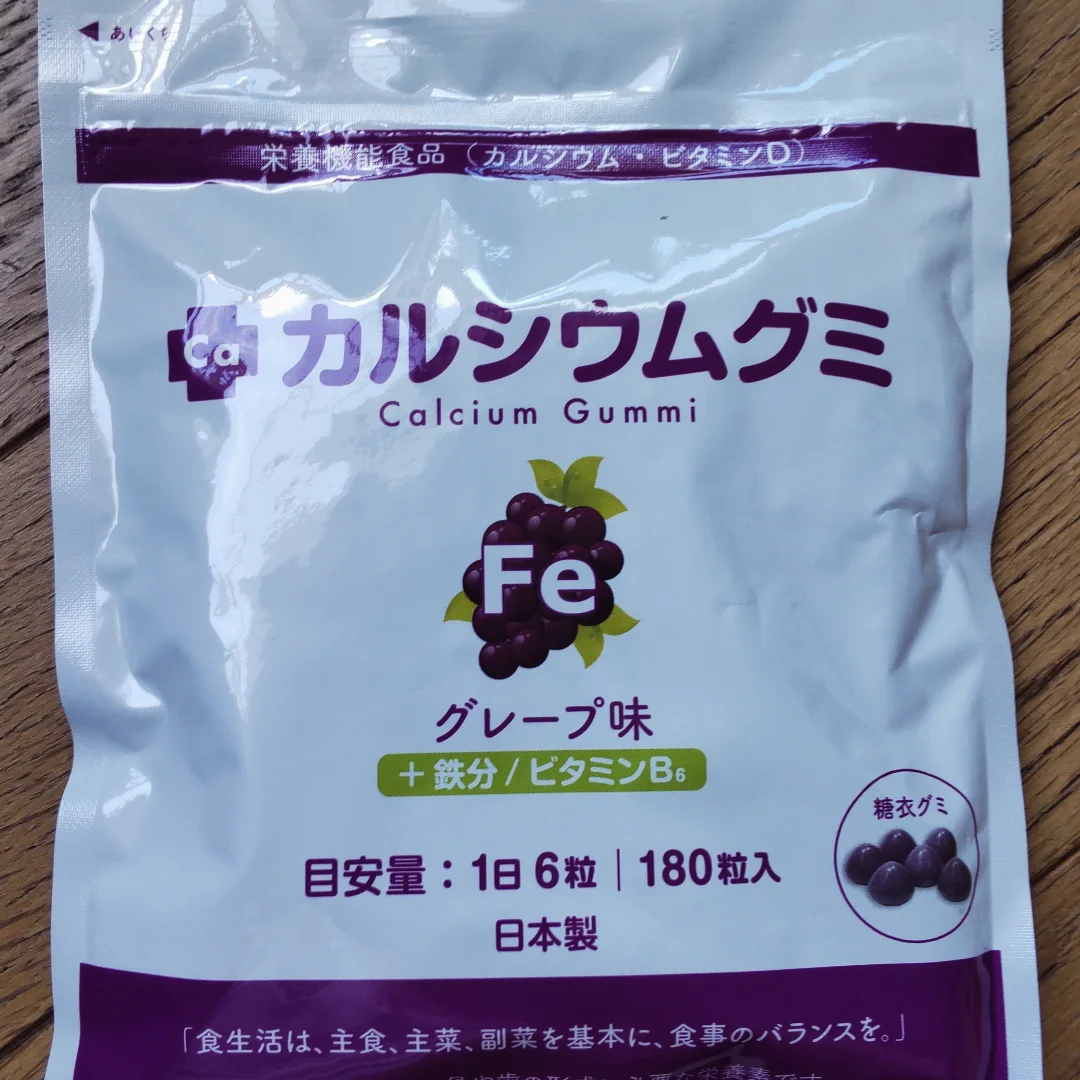 栄養機能食品（カルシウム・ビタミンD）
Ca カルシウムグミ
Calcium Gummi
Fe
グレープ味
＋鉄分/ビタミンB6
糖衣グミ
目安量：1日6粒｜180粒入
日本製
「食生活は、主食、主菜、副菜を基本に、食事のバランスを。」